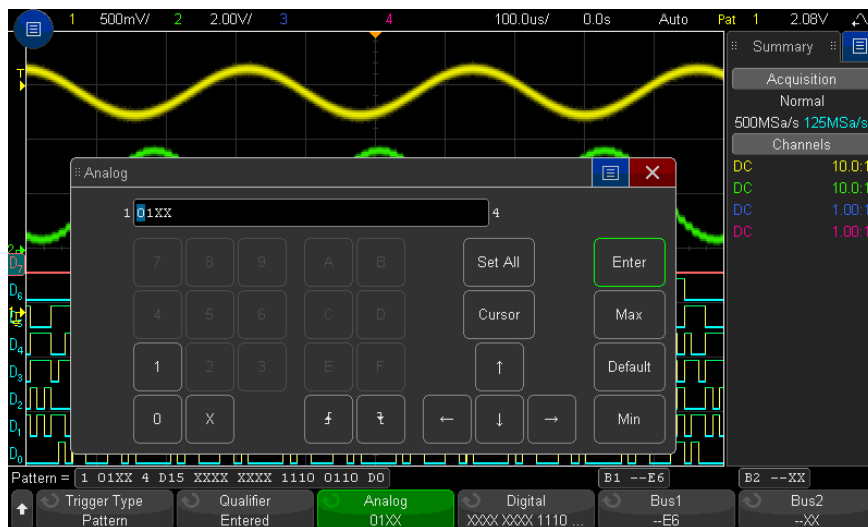 1 500mV/ 2 2.00V/ 3 4 100.0us/ 0.0s Auto Pat 1 2.08V
Summary
T
Acquisition
Normal
500MSa/s 125MSa/s
Channels
DC 10.0:1
DC 10.0:1
DC 1.00:1
DC 1.00:1
Analog
1 01XX 4
7 8 9 A B Set All Enter
4 5 6 C D Cursor Max
1 2 3 E F ↑ Default
0 X ← ↓ → Min
2
D7
D6
D4
D3
D2
D1
D0
Pattern = 1 01XX 4 D15 XXXX XXXX 1110 0110 D0 B1 --E6 B2 --XX
Trigger Type Qualifier Analog Digital Bus1 Bus2
Pattern Entered 01XX XXXX XXXX 1110 ... --E6 --XX